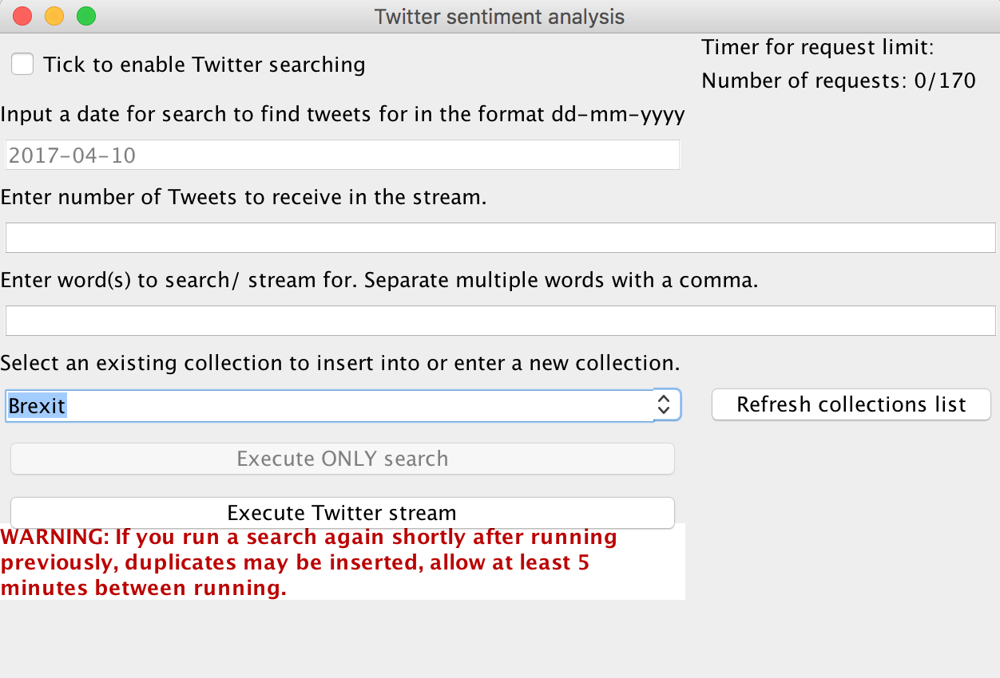 Twitter sentiment analysis
Tick to enable Twitter searching
Timer for request limit:
Number of requests: 0/170
Input a date for search to find tweets for in the format dd-mm-yyyy
2017-04-10
Enter number of Tweets to receive in the stream.
Enter word(s) to search/ stream for. Separate multiple words with a comma.
Select an existing collection to insert into or enter a new collection.
Brexit
Refresh collections list
Execute ONLY search
Execute Twitter stream
WARNING: If you run a search again shortly after running
previously, duplicates may be inserted, allow at least 5
minutes between running.